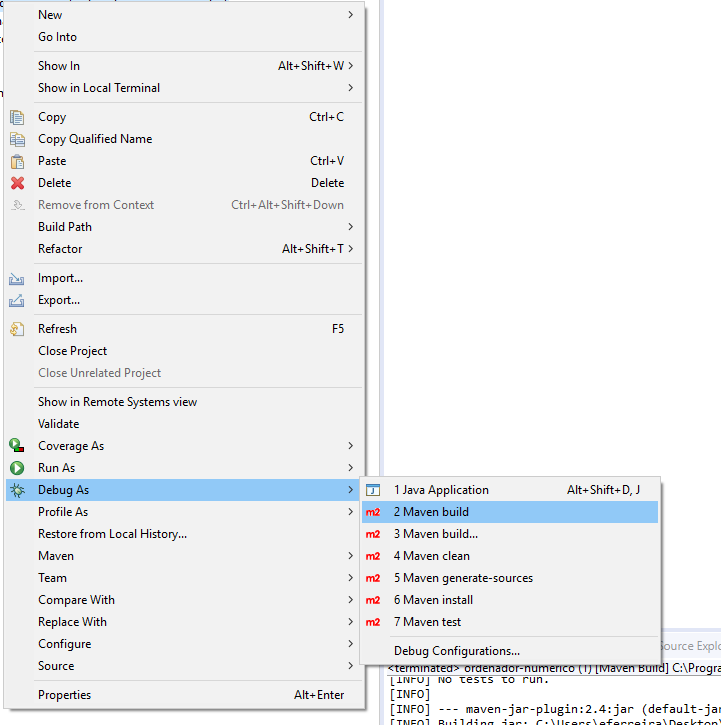 New
Go Into
Show In Alt+Shift+W
Show in Local Terminal
Copy Ctrl+C
Copy Qualified Name
Paste Ctrl+V
Delete Delete
Remove from Context Ctrl+Alt+Shift+Down
Build Path
Refactor Alt+Shift+T
Import...
Export...
Refresh F5
Close Project
Close Unrelated Project
Show in Remote Systems view
Validate
Coverage As
Run As
Debug As
Profile As
Restore from Local History...
Maven
Team
Compare With
Replace With
Configure
Source
Properties Alt+Enter
1 Java Application Alt+Shift+D, J
m2 2 Maven build
m2 3 Maven build...
m2 4 Maven clean
m2 5 Maven generate-sources
m2 6 Maven install
m2 7 Maven test
Debug Configurations...
Source Explo
<terminated> ordenador-numerico (1) [Maven Build] C:\Progra
[INFO] No tests to run.
[INFO]
[INFO] --- maven-jar-plugin:2.4:jar (default-jar
[INFO] Building jar: C:\Users\eferreira\Desktop\